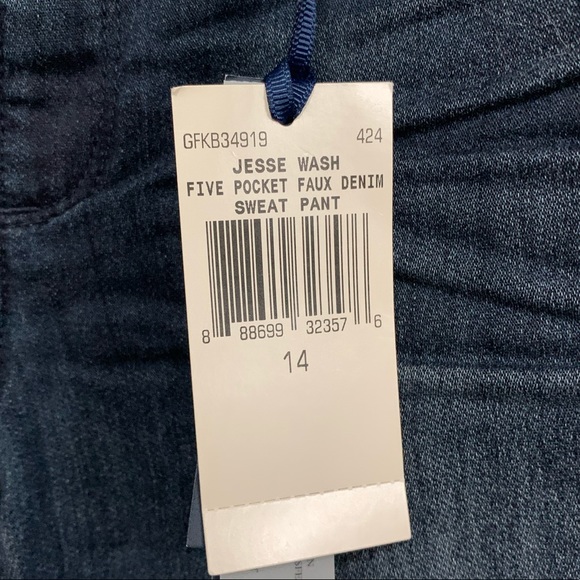 GFKB34919 424
JESSE WASH
FIVE POCKET FAUX DENIM
SWEAT PANT
8 88699 32357 6
14